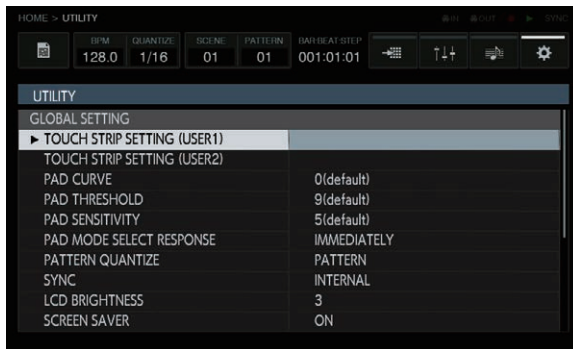 HOME > UTILITY
IN OUT SYNC
BPM QUANTIZE SCENE PATTERN BAR:BEAT:STEP
128.0 1/16 01 01 001:01:01
UTILITY
GLOBAL SETTING
► TOUCH STRIP SETTING (USER1)
TOUCH STRIP SETTING (USER2)
PAD CURVE 0(default)
PAD THRESHOLD 9(default)
PAD SENSITIVITY 5(default)
PAD MODE SELECT RESPONSE IMMEDIATELY
PATTERN QUANTIZE PATTERN
SYNC INTERNAL
LCD BRIGHTNESS 3
SCREEN SAVER ON